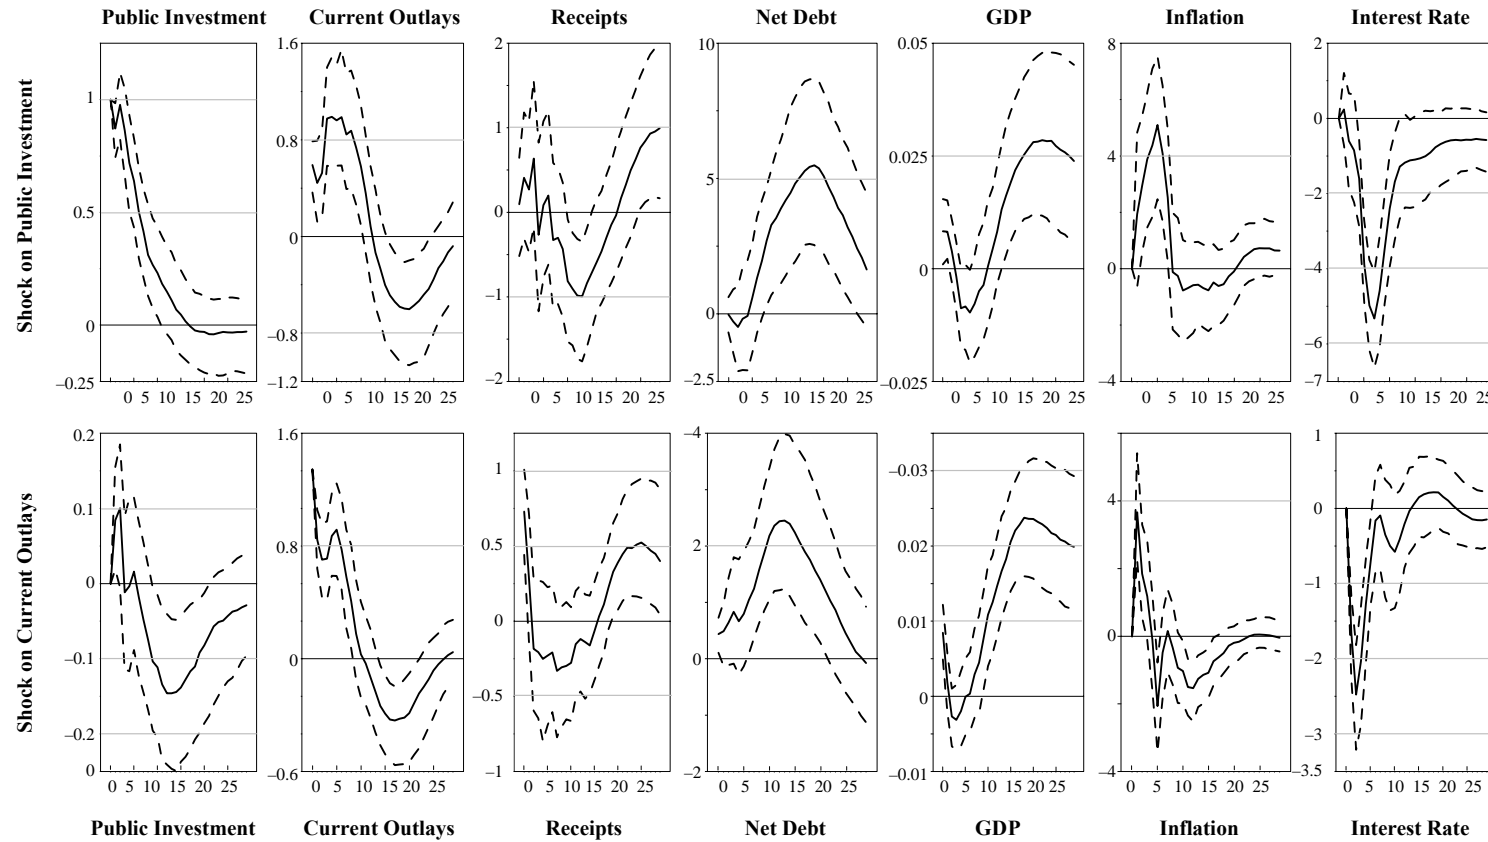 Public Investment Current Outlays Receipts Net Debt GDP Inflation Interest Rate
Shock on Public Investment
1 0.5 0 –0.25
0 5 10 15 20 25
1.6 0.8 0 –0.8 –1.2
0 5 10 15 20 25
2 1 0 –1 –2
0 5 10 15 20 25
10 5 0 –2.5
0 5 10 15 20 25
0.05 0.025 0 –0.025
0 5 10 15 20 25
8 4 0 –4
0 5 10 15 20 25
2 0 –2 –4 –6 –7
0 5 10 15 20 25
Shock on Current Outlays
0.2 0.1 0 –0.1 –0.2 0
0 5 10 15 20 25
1.6 0.8 0 –0.6
0 5 10 15 20 25
1 0.5 0 –0.5 –1
0 5 10 15 20 25
–4 2 0 –2
0 5 10 15 20 25
–0.03 0.02 0.01 0 –0.01
0 5 10 15 20 25
4 0 –4
0 5 10 15 20 25
1 0 –1 –2 –3 –3.5
0 5 10 15 20 25
Public Investment Current Outlays Receipts Net Debt GDP Inflation Interest Rate